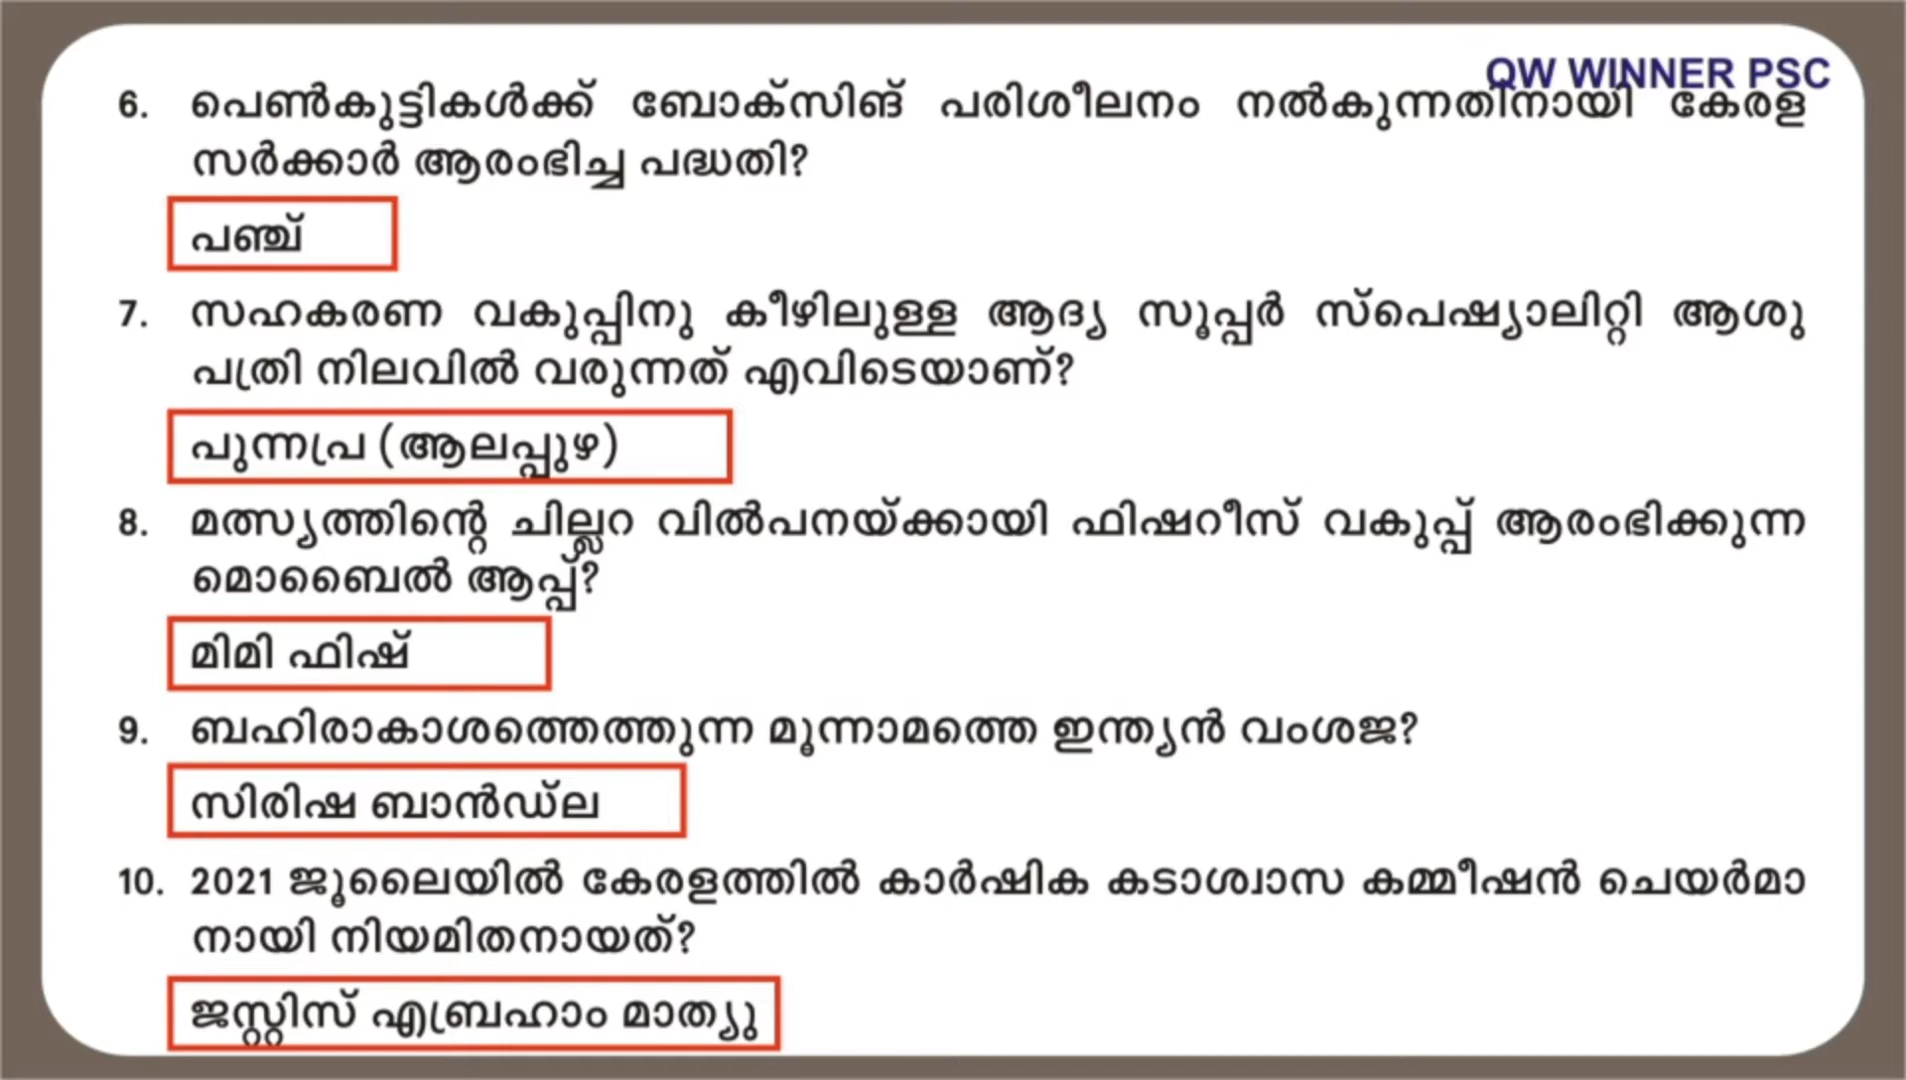 QW WINNER PSC
6. പെൺകുട്ടികൾക്ക് ബോക്സിങ് പരിശീലനം നൽകുന്നതിനായി കേരള
സർക്കാർ ആരംഭിച്ച പദ്ധതി?
പഞ്ച്
7. സഹകരണ വകുപ്പിനു കീഴിലുള്ള ആദ്യ സൂപ്പർ സ്പെഷ്യാലിറ്റി ആശു
പത്രി നിലവിൽ വരുന്നത് എവിടെയാണ്?
പുന്നപ്ര (ആലപ്പുഴ)
8. മത്സ്യത്തിന്റെ ചില്ലറ വിൽപനയ്ക്കായി ഫിഷറീസ് വകുപ്പ് ആരംഭിക്കുന്ന
മൊബൈൽ ആപ്പ്?
മിമി ഫിഷ്
9. ബഹിരാകാശത്തെത്തുന്ന മൂന്നാമത്തെ ഇന്ത്യൻ വംശജ?
സിരിഷ ബാൻഡ്‌ല
10. 2021 ജൂലൈയിൽ കേരളത്തിൽ കാർഷിക കടാശ്വാസ കമ്മീഷൻ ചെയർമാ
നായി നിയമിതനായത്?
ജസ്റ്റിസ് എബ്രഹാം മാത്യു